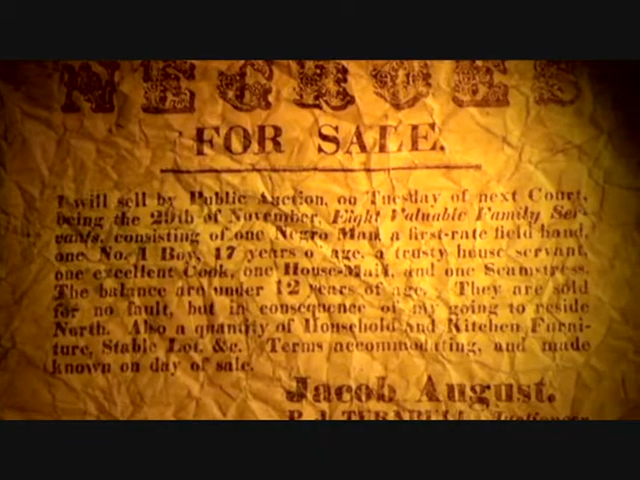 NEGROES
FOR SALE.
I will sell by Public Auction, on Tuesday of next Court,
being the 29th of November, Eight Valuable Family Ser-
vants, consisting of one Negro Man, a first-rate field hand,
one No. 1 Boy, 17 years o' age, a trusty house servant,
one excellent Cook, one House-Maid, and one Seamstress.
The balance are under 12 years of age. They are sold
for no fault, but in consequence of my going to reside
North. Also a quantity of Household and Kitchen Furni-
ture, Stable Lot, &c. Terms accommodating, and made
known on day of sale.
Jacob August.
P. J. TURNBULL, Auctioneer.